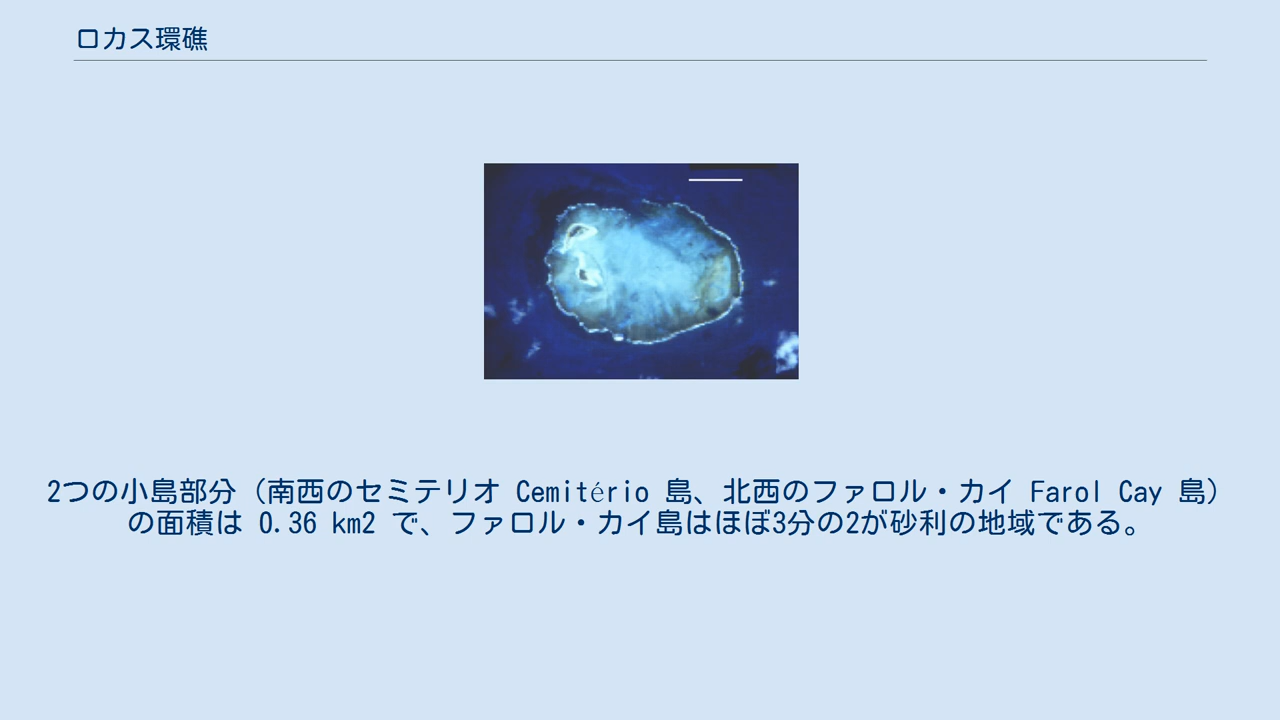 ロカス環礁
2つの小島部分（南西のセミテリオ Cemitério 島、北西のファロル・カイ Farol Cay 島）
の面積は 0.36 km2 で、ファロル・カイ島はほぼ3分の2が砂利の地域である。